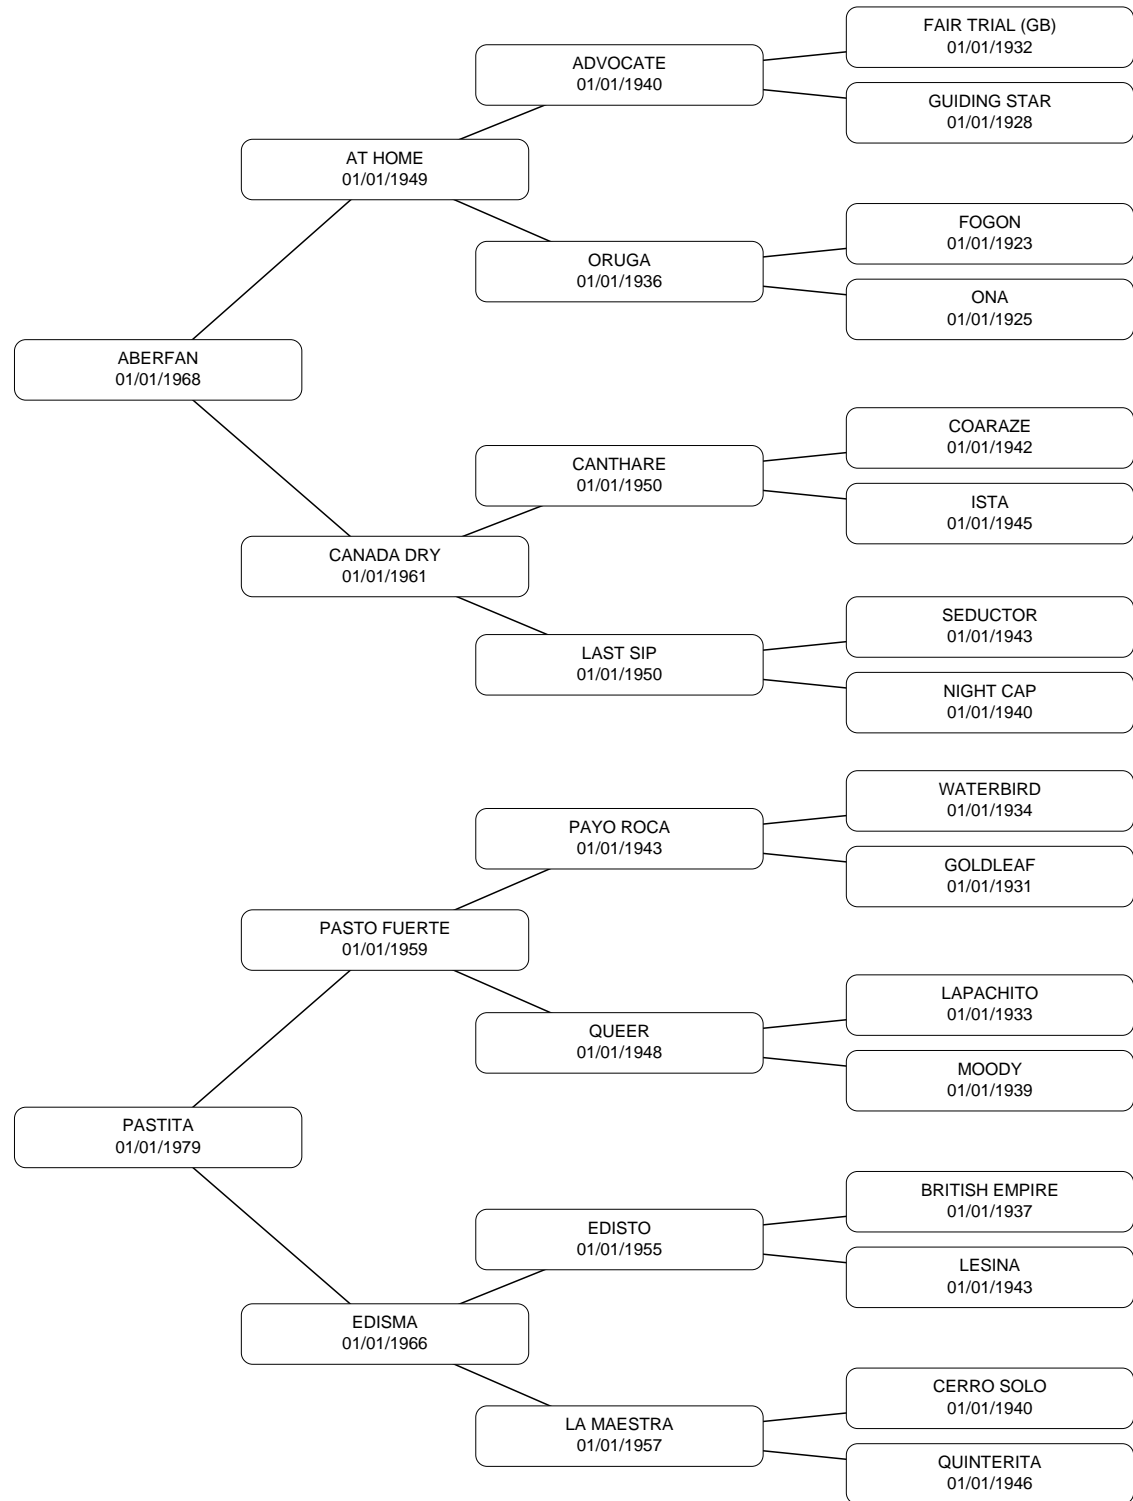 FAIR TRIAL (GB)
01/01/1932
ADVOCATE
01/01/1940
GUIDING STAR
01/01/1928
AT HOME
01/01/1949
FOGON
01/01/1923
ORUGA
01/01/1936
ONA
01/01/1925
ABERFAN
01/01/1968
COARAZE
01/01/1942
CANTHARE
01/01/1950
ISTA
01/01/1945
CANADA DRY
01/01/1961
SEDUCTOR
01/01/1943
LAST SIP
01/01/1950
NIGHT CAP
01/01/1940
WATERBIRD
01/01/1934
PAYO ROCA
01/01/1943
GOLDLEAF
01/01/1931
PASTO FUERTE
01/01/1959
LAPACHITO
01/01/1933
QUEER
01/01/1948
MOODY
01/01/1939
PASTITA
01/01/1979
BRITISH EMPIRE
01/01/1937
EDISTO
01/01/1955
LESINA
01/01/1943
EDISMA
01/01/1966
CERRO SOLO
01/01/1940
LA MAESTRA
01/01/1957
QUINTERITA
01/01/1946